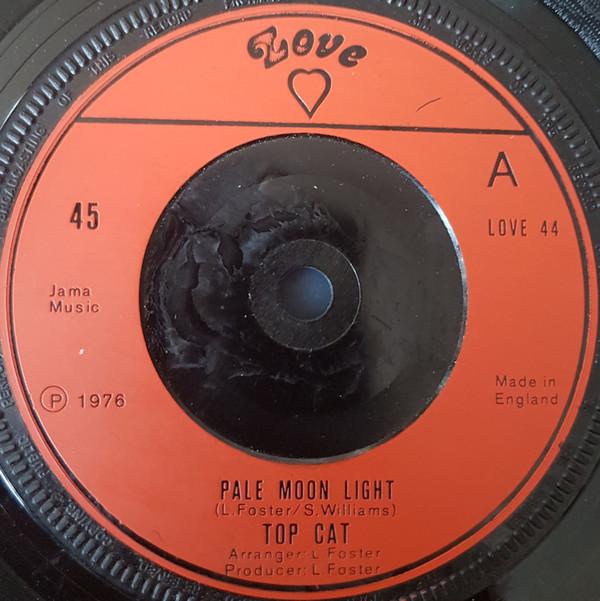 Love
A
45
LOVE 44
Jama
Music
Ⓟ 1976
Made in
England
PALE MOON LIGHT
(L.Foster/S.Williams)
TOP CAT
Arranger: L Foster
Producer: L.Foster